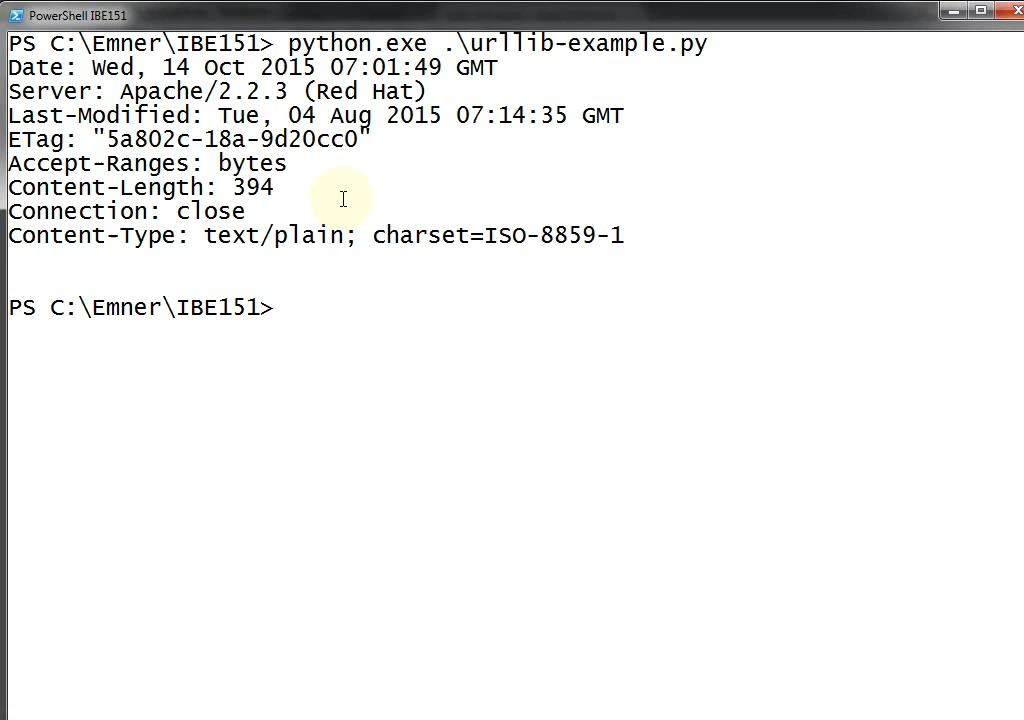 PowerShell IBE151
PS C:\Emner\IBE151> python.exe .\urllib-example.py
Date: Wed, 14 Oct 2015 07:01:49 GMT
Server: Apache/2.2.3 (Red Hat)
Last-Modified: Tue, 04 Aug 2015 07:14:35 GMT
ETag: "5a802c-18a-9d20cc0"
Accept-Ranges: bytes
Content-Length: 394
Connection: close
Content-Type: text/plain; charset=ISO-8859-1
PS C:\Emner\IBE151>